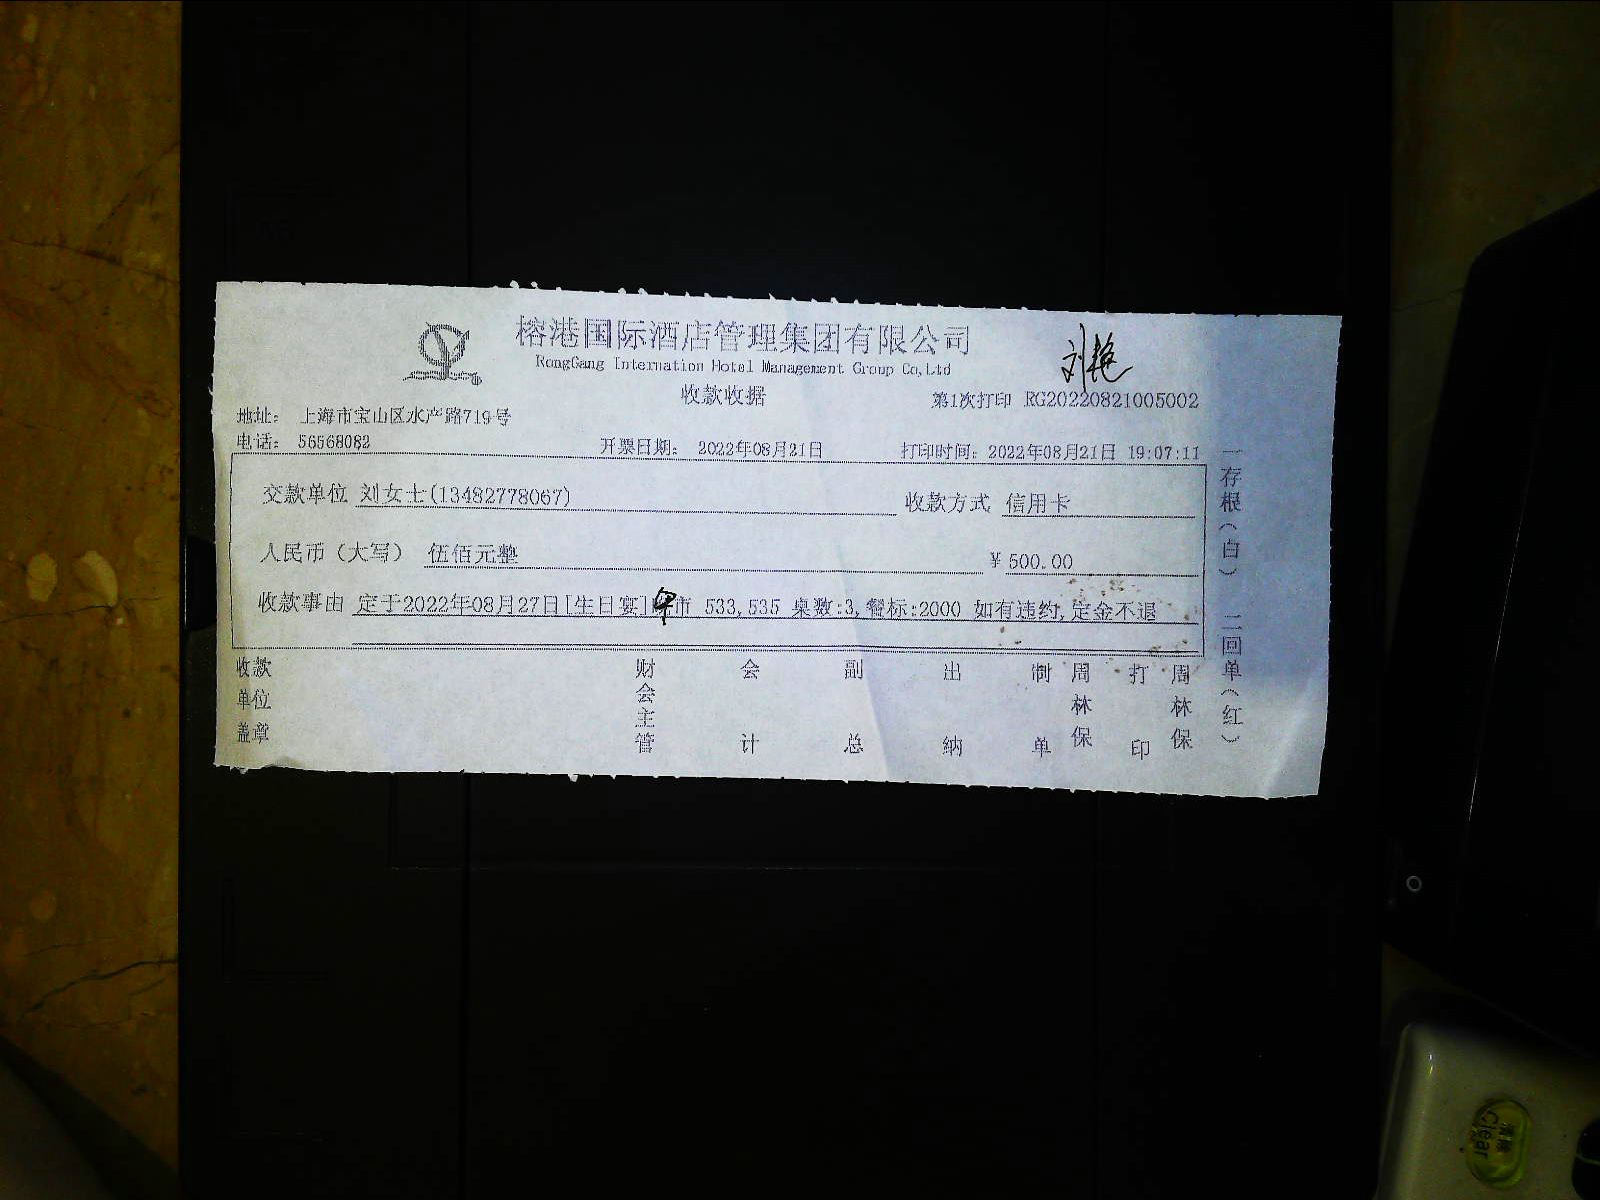 榕港国际酒店管理集团有限公司
RongGang Internation Hotel Management Group Co,Ltd
刘艳
收款收据
第1次打印 RG20220821005002
地址: 上海市宝山区水产路719号
电话: 56568082
开票日期: 2022年08月21日
打印时间: 2022年08月21日 19:07:11
交款单位 刘女士(13482778067)
收款方式 信用卡
人民币(大写) 伍佰元整
¥500.00
收款事由 定于2022年08月27日[生日宴]市 533,535 桌数:3,餐标:2000 如有违约,定金不退
收款单位盖章
财会主管
会计
副总
出纳
制单
周林保
打印
周林保
一存根(白) 二回单(红)
Clear